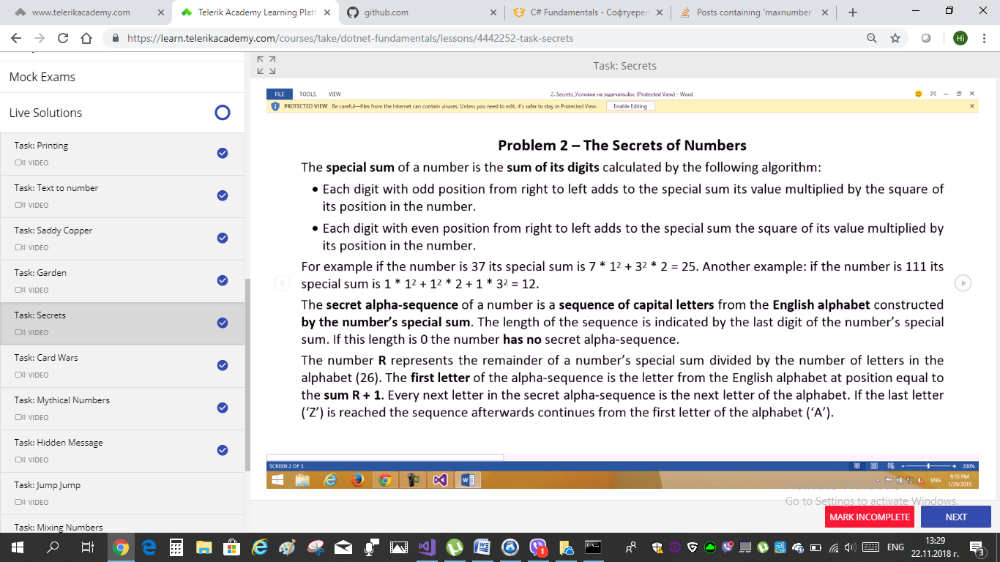 www.telerikacademy.com
Telerik Academy Learning Platf
github.com
C# Fundamentals - Софтуерен
Posts containing 'maxnumber'
https://learn.telerikacademy.com/courses/take/dotnet-fundamentals/lessons/4442252-task-secrets
Hi
Mock Exams
Live Solutions
Task: Printing
VIDEO
Task: Text to number
VIDEO
Task: Saddy Copper
VIDEO
Task: Garden
VIDEO
Task: Secrets
VIDEO
Task: Card Wars
VIDEO
Task: Mythical Numbers
VIDEO
Task: Hidden Message
VIDEO
Task: Jump Jump
VIDEO
Task: Mixing Numbers
Task: Secrets
FILE TOOLS VIEW
2. Secrets_Условие на задачата.doc (Protected View) - Word
PROTECTED VIEW Be careful—files from the Internet can contain viruses. Unless you need to edit, it's safer to stay in Protected View. Enable Editing
Problem 2 – The Secrets of Numbers
The special sum of a number is the sum of its digits calculated by the following algorithm:
• Each digit with odd position from right to left adds to the special sum its value multiplied by the square of
its position in the number.
• Each digit with even position from right to left adds to the special sum the square of its value multiplied by
its position in the number.
For example if the number is 37 its special sum is 7 * 1² + 3² * 2 = 25. Another example: if the number is 111 its
special sum is 1 * 1² + 1² * 2 + 1 * 3² = 12.
The secret alpha-sequence of a number is a sequence of capital letters from the English alphabet constructed
by the number's special sum. The length of the sequence is indicated by the last digit of the number's special
sum. If this length is 0 the number has no secret alpha-sequence.
The number R represents the remainder of a number's special sum divided by the number of letters in the
alphabet (26). The first letter of the alpha-sequence is the letter from the English alphabet at position equal to
the sum R + 1. Every next letter in the secret alpha-sequence is the next letter of the alphabet. If the last letter
('Z') is reached the sequence afterwards continues from the first letter of the alphabet ('A').
SCREEN 2 OF 3
200%
ENG
9:53 PM
1/29/2015
Activate Windows
Go to Settings to activate Windows.
MARK INCOMPLETE
NEXT
ENG
13:29
22.11.2018 г.
1
3